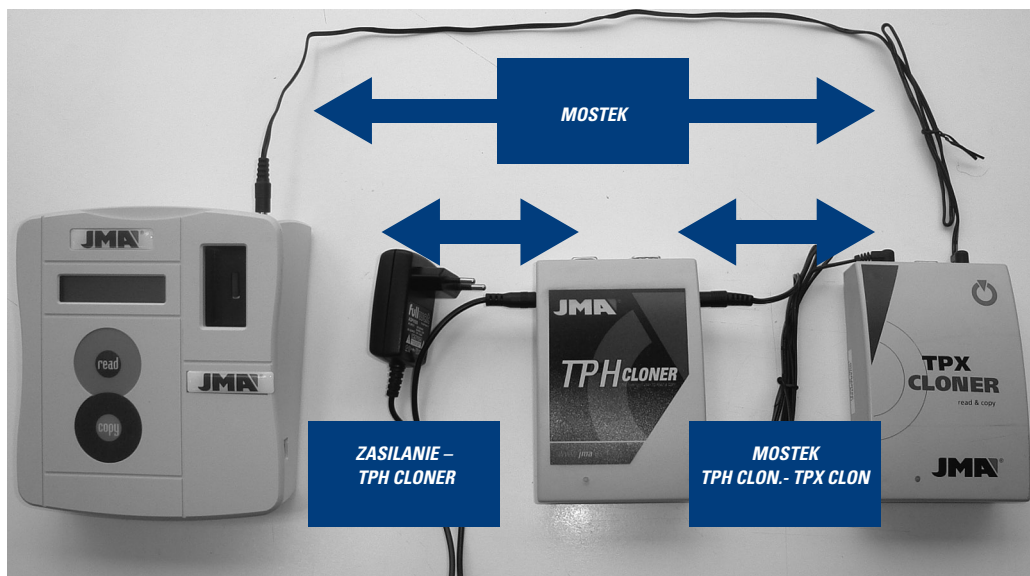 MOSTEK
JMA
read
copy
JMA
ZASILANIE –
TPH CLONER
JMA
TPH CLONER
jma
MOSTEK
TPH CLON.- TPX CLON
TPX
CLONER
read & copy
JMA